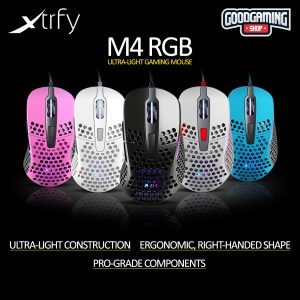 xtrfy
GOODGAMING
SHOP
M4 RGB
ULTRA-LIGHT GAMING MOUSE
ULTRA-LIGHT CONSTRUCTION ERGONOMIC, RIGHT-HANDED SHAPE
PRO-GRADE COMPONENTS